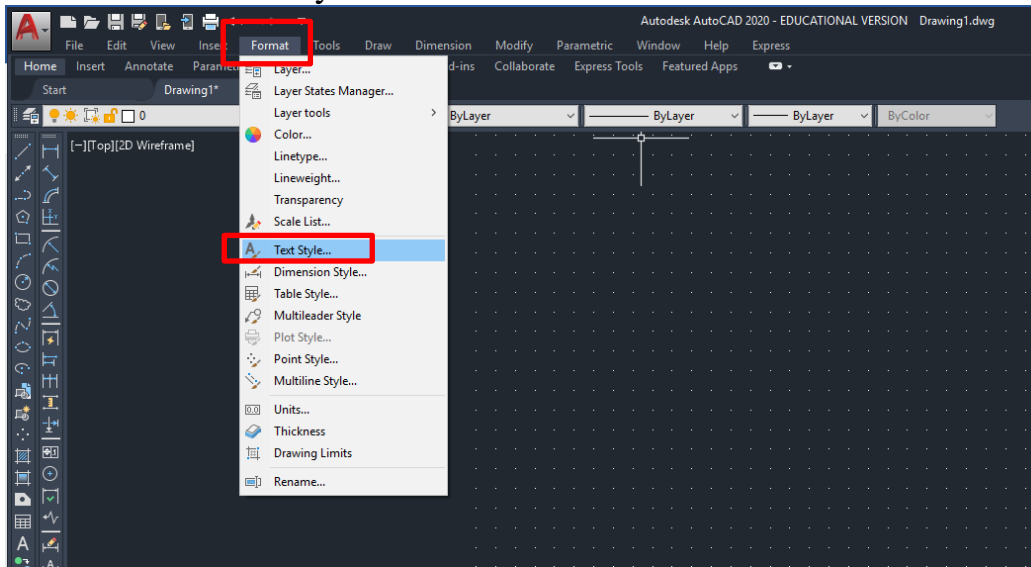 Autodesk AutoCAD 2020 - EDUCATIONAL VERSION Drawing1.dwg
File Edit View Insert Format Tools Draw Dimension Modify Parametric Window Help Express
Home Insert Annotate Paramet d-ins Collaborate Express Tools Featured Apps
Start Drawing1*
0 ByLayer ByLayer ByLayer ByColor
[-][Top][2D Wireframe]
Layer...
Layer States Manager...
Layer tools
Color...
Linetype...
Lineweight...
Transparency
Scale List...
Text Style...
Dimension Style...
Table Style...
Multileader Style
Plot Style...
Point Style...
Multiline Style...
Units...
Thickness
Drawing Limits
Rename...